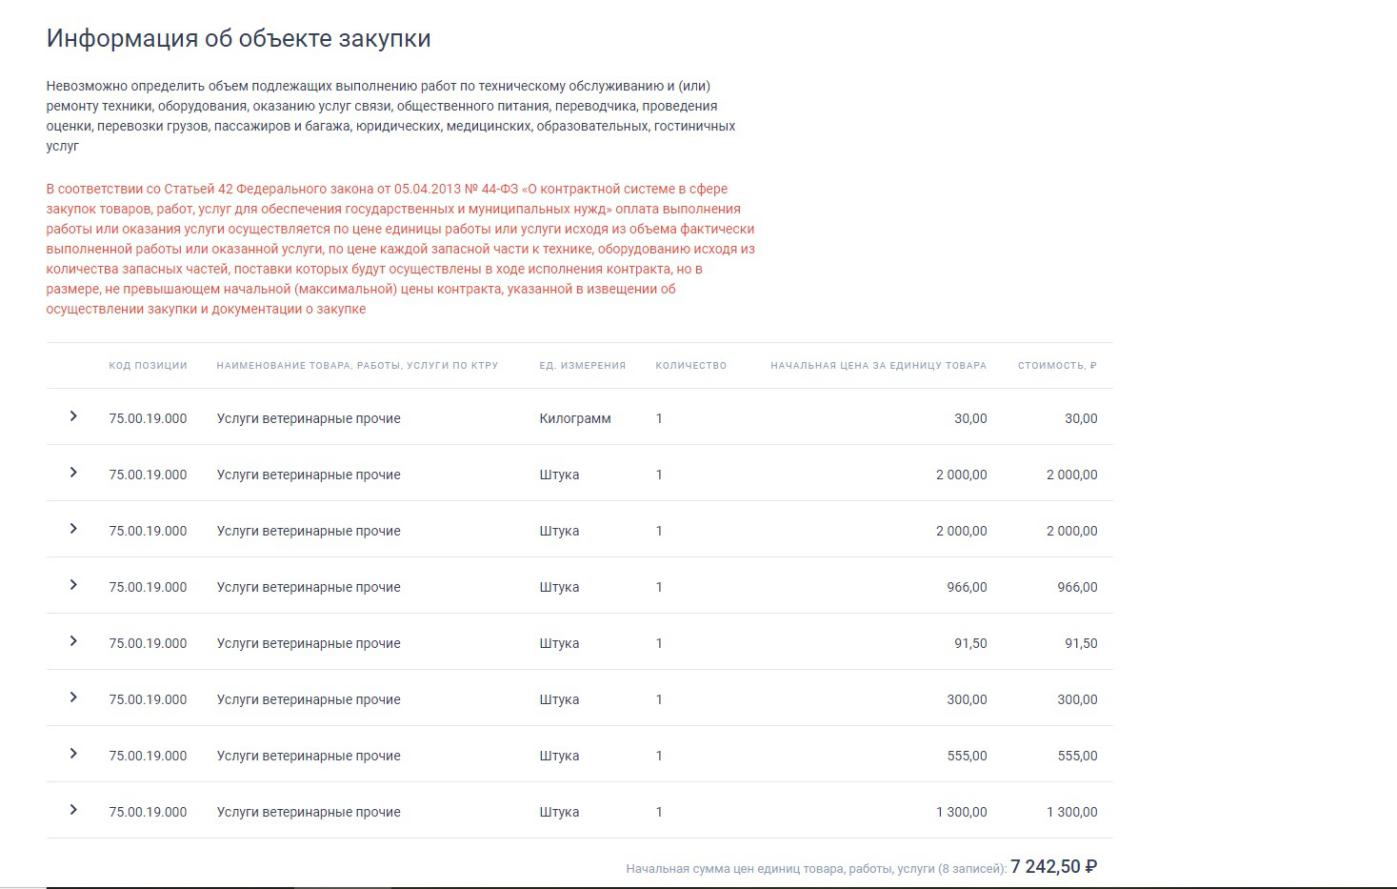 Информация об объекте закупки
Невозможно определить объем подлежащих выполнению работ по техническому обслуживанию и (или)
ремонту техники, оборудования, оказанию услуг связи, общественного питания, переводчика, проведения
оценки, перевозки грузов, пассажиров и багажа, юридических, медицинских, образовательных, гостиничных
услуг
В соответствии со Статьей 42 Федерального закона от 05.04.2013 № 44-ФЗ «О контрактной системе в сфере
закупок товаров, работ, услуг для обеспечения государственных и муниципальных нужд» оплата выполнения
работы или оказания услуги осуществляется по цене единицы работы или услуги исходя из объема фактически
выполненной работы или оказанной услуги, по цене каждой запасной части к технике, оборудованию исходя из
количества запасных частей, поставки которых будут осуществлены в ходе исполнения контракта, но в
размере, не превышающем начальной (максимальной) цены контракта, указанной в извещении об
осуществлении закупки и документации о закупке
КОД ПОЗИЦИИ НАИМЕНОВАНИЕ ТОВАРА, РАБОТЫ, УСЛУГИ ПО КТРУ ЕД. ИЗМЕРЕНИЯ КОЛИЧЕСТВО НАЧАЛЬНАЯ ЦЕНА ЗА ЕДИНИЦУ ТОВАРА СТОИМОСТЬ, ₽
75.00.19.000 Услуги ветеринарные прочие Килограмм 1 30,00 30,00
75.00.19.000 Услуги ветеринарные прочие Штука 1 2 000,00 2 000,00
75.00.19.000 Услуги ветеринарные прочие Штука 1 2 000,00 2 000,00
75.00.19.000 Услуги ветеринарные прочие Штука 1 966,00 966,00
75.00.19.000 Услуги ветеринарные прочие Штука 1 91,50 91,50
75.00.19.000 Услуги ветеринарные прочие Штука 1 300,00 300,00
75.00.19.000 Услуги ветеринарные прочие Штука 1 555,00 555,00
75.00.19.000 Услуги ветеринарные прочие Штука 1 1 300,00 1 300,00
Начальная сумма цен единиц товара, работы, услуги (8 записей): 7 242,50 ₽